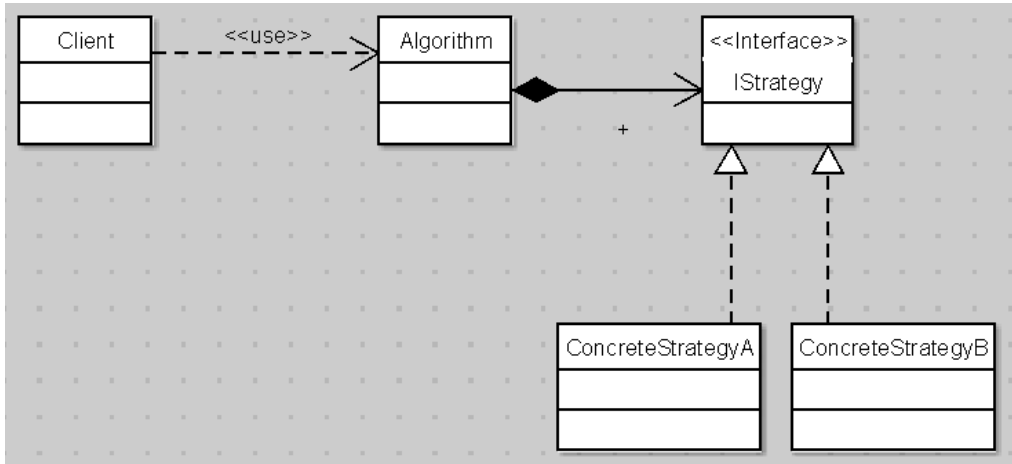 Client
<<use>>
Algorithm
<<Interface>>
IStrategy
+
ConcreteStrategyA
ConcreteStrategyB